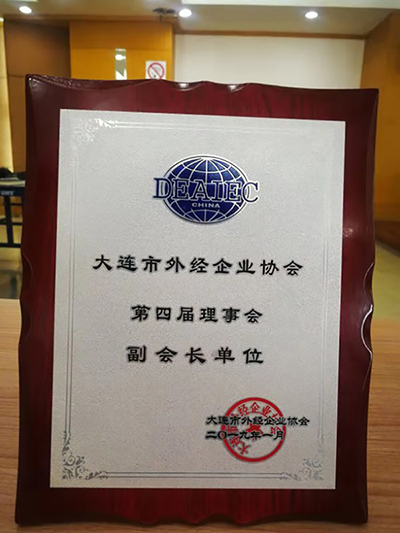 DEAIEC
CHINA
大连市外经企业协会
第四届理事会
副会长单位
大连市外经企业协会
二〇一九年一月